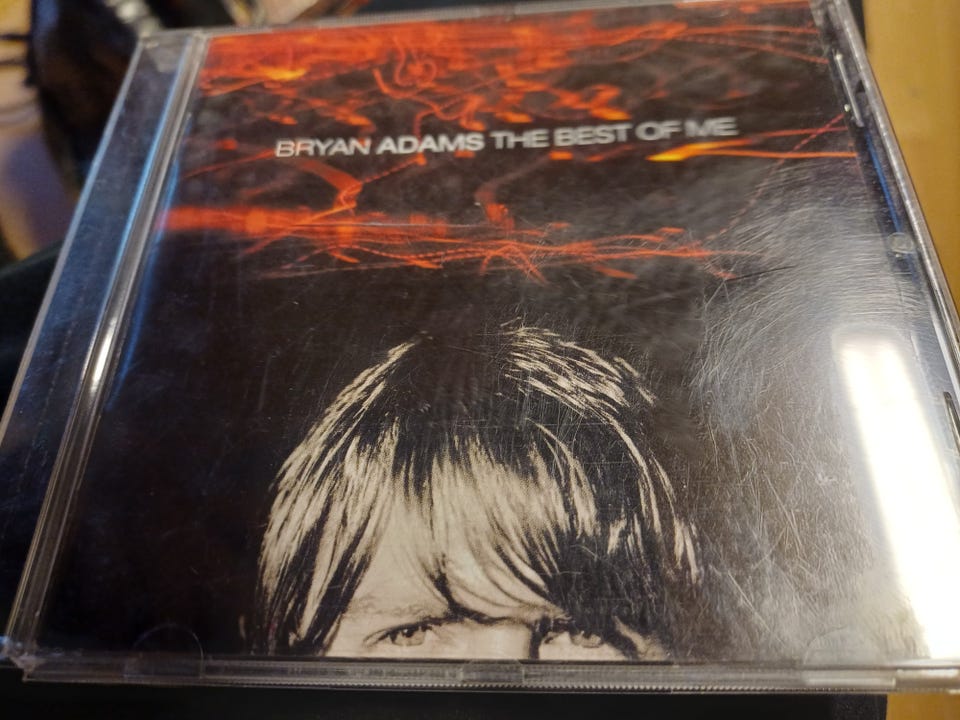 BRYAN ADAMS THE BEST OF ME